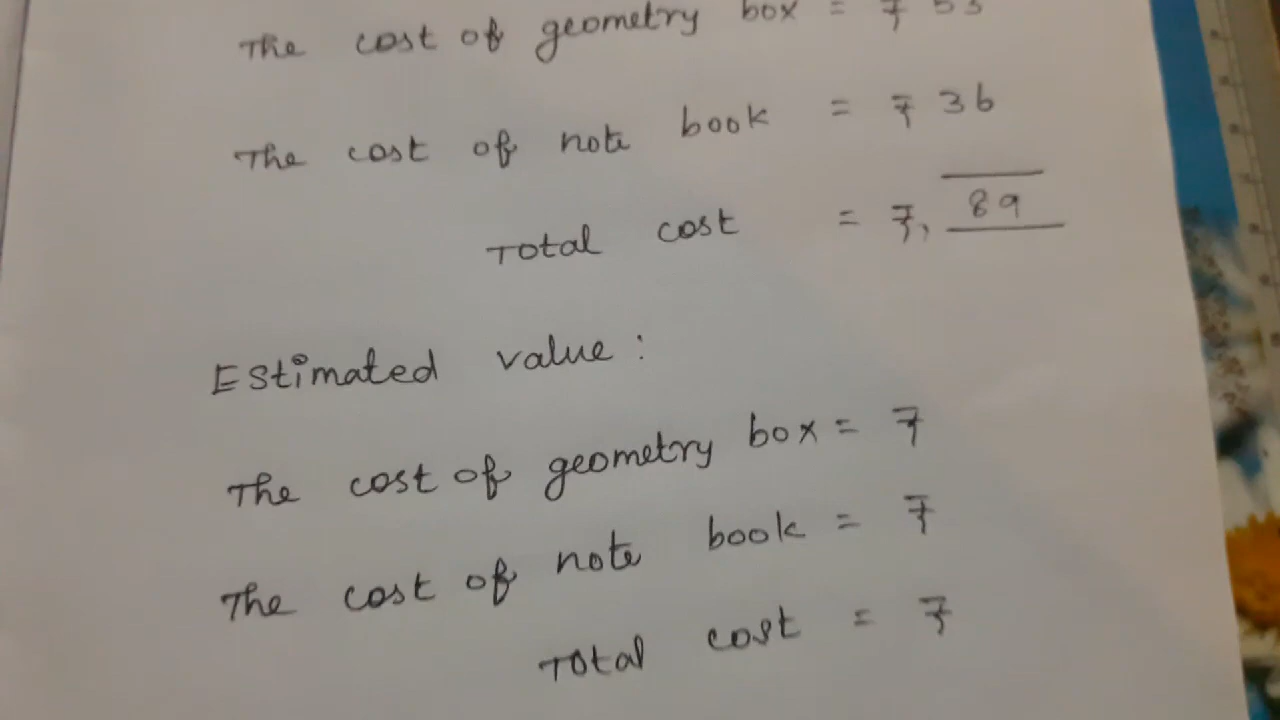 The cost of geometry box = ₹ 53
The cost of note book = ₹ 36
Total cost = ₹, 89
Estimated value :
The cost of geometry box = ₹
The cost of note book = ₹
Total cost = ₹